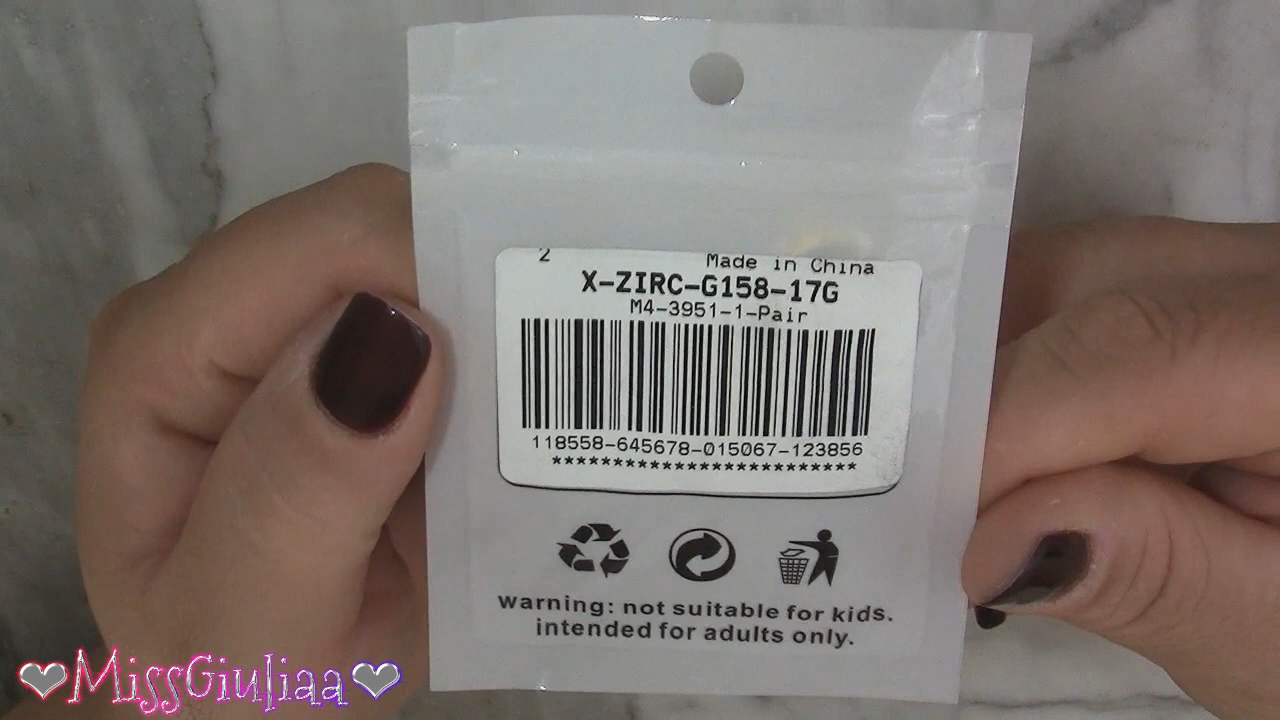 2 Made in China
X-ZIRC-G158-17G
M4-3951-1-Pair
118558-645678-015067-123856
*************************
warning: not suitable for kids.
intended for adults only.
MissGiuliaa